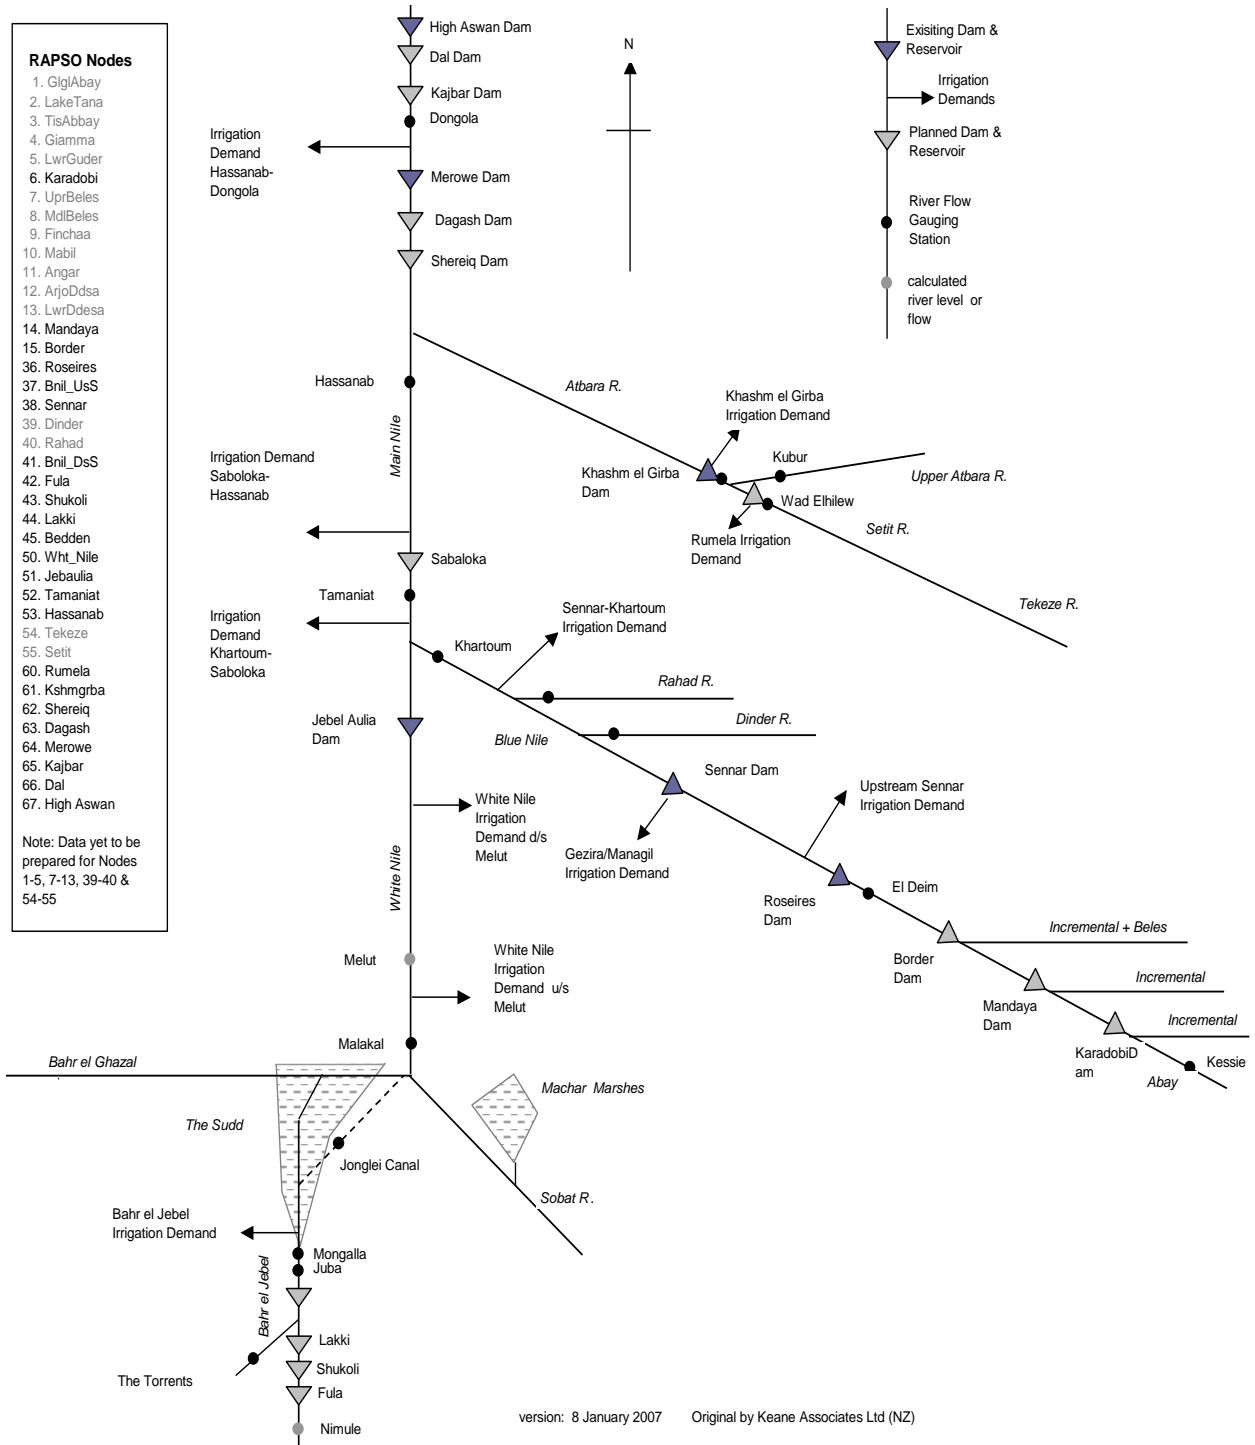 RAPSO Nodes
1. GlglAbay
2. LakeTana
3. TisAbbay
4. Giamma
5. LwrGuder
6. Karadobi
7. UprBeles
8. MdlBeles
9. Finchaa
10. Mabil
11. Angar
12. ArjoDdsa
13. LwrDdesa
14. Mandaya
15. Border
36. Roseires
37. Bnil_UsS
38. Sennar
39. Dinder
40. Rahad
41. Bnil_DsS
42. Fula
43. Shukoli
44. Lakki
45. Bedden
50. Wht_Nile
51. Jebaulia
52. Tamaniat
53. Hassanab
54. Tekeze
55. Setit
60. Rumela
61. Kshmgrba
62. Shereiq
63. Dagash
64. Merowe
65. Kajbar
66. Dal
67. High Aswan
Note: Data yet to be
prepared for Nodes
1-5, 7-13, 39-40 &
54-55
High Aswan Dam
Dal Dam
Kajbar Dam
Dongola
Irrigation
Demand
Hassanab-
Dongola
Merowe Dam
Dagash Dam
Shereiq Dam
N
Exisiting Dam &
Reservoir
Irrigation
Demands
Planned Dam &
Reservoir
River Flow
Gauging
Station
calculated
river level or
flow
Hassanab
Atbara R.
Main Nile
Khashm el Girba
Irrigation Demand
Khashm el Girba
Dam
Kubur
Upper Atbara R.
Wad Elhilew
Setit R.
Rumela Irrigation
Demand
Tekeze R.
Irrigation Demand
Saboloka-
Hassanab
Sabaloka
Tamaniat
Irrigation
Demand
Khartoum-
Saboloka
Sennar-Khartoum
Irrigation Demand
Khartoum
Rahad R.
Dinder R.
Blue Nile
Jebel Aulia
Dam
Sennar Dam
White Nile
Irrigation
Demand d/s
Melut
Gezira/Managil
Irrigation Demand
Upstream Sennar
Irrigation Demand
White Nile
Roseires
Dam
El Deim
Incremental + Beles
Border
Dam
Incremental
Mandaya
Dam
Incremental
KaradobiD
am
Kessie
Abay
Melut
White Nile
Irrigation
Demand u/s
Melut
Malakal
Bahr el Ghazal
The Sudd
Machar Marshes
Jonglei Canal
Sobat R.
Bahr el Jebel
Irrigation Demand
Mongalla
Juba
Bahr el Jebel
Lakki
Shukoli
The Torrents
Fula
Nimule
version: 8 January 2007 Original by Keane Associates Ltd (NZ)